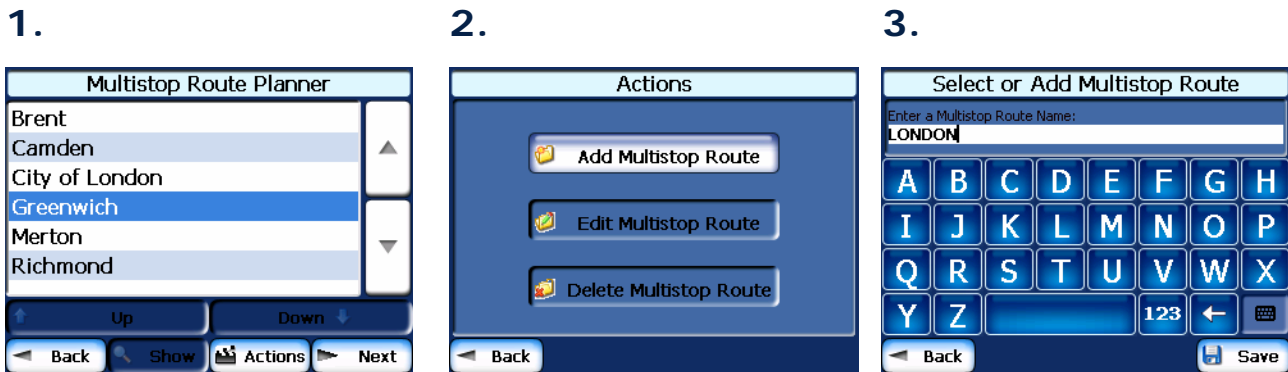 1.
2.
3.
Multistop Route Planner
Brent
Camden
City of London
Greenwich
Merton
Richmond
Up Down
Back Show Actions Next
Actions
Add Multistop Route
Edit Multistop Route
Delete Multistop Route
Back
Select or Add Multistop Route
Enter a Multistop Route Name:
LONDON
A B C D E F G H
I J K L M N O P
Q R S T U V W X
Y Z 123
Back Save